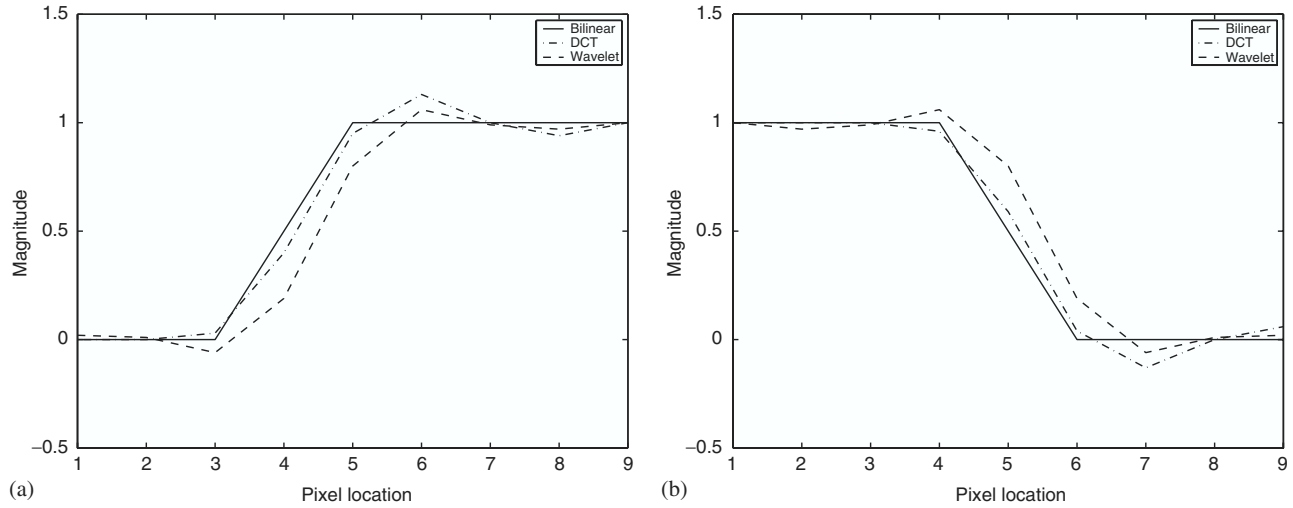 1.5
1
0.5
0
−0.5
Magnitude
1 2 3 4 5 6 7 8 9
Pixel location
(a)
Bilinear
DCT
Wavelet
1.5
1
0.5
0
−0.5
Magnitude
1 2 3 4 5 6 7 8 9
Pixel location
(b)
Bilinear
DCT
Wavelet